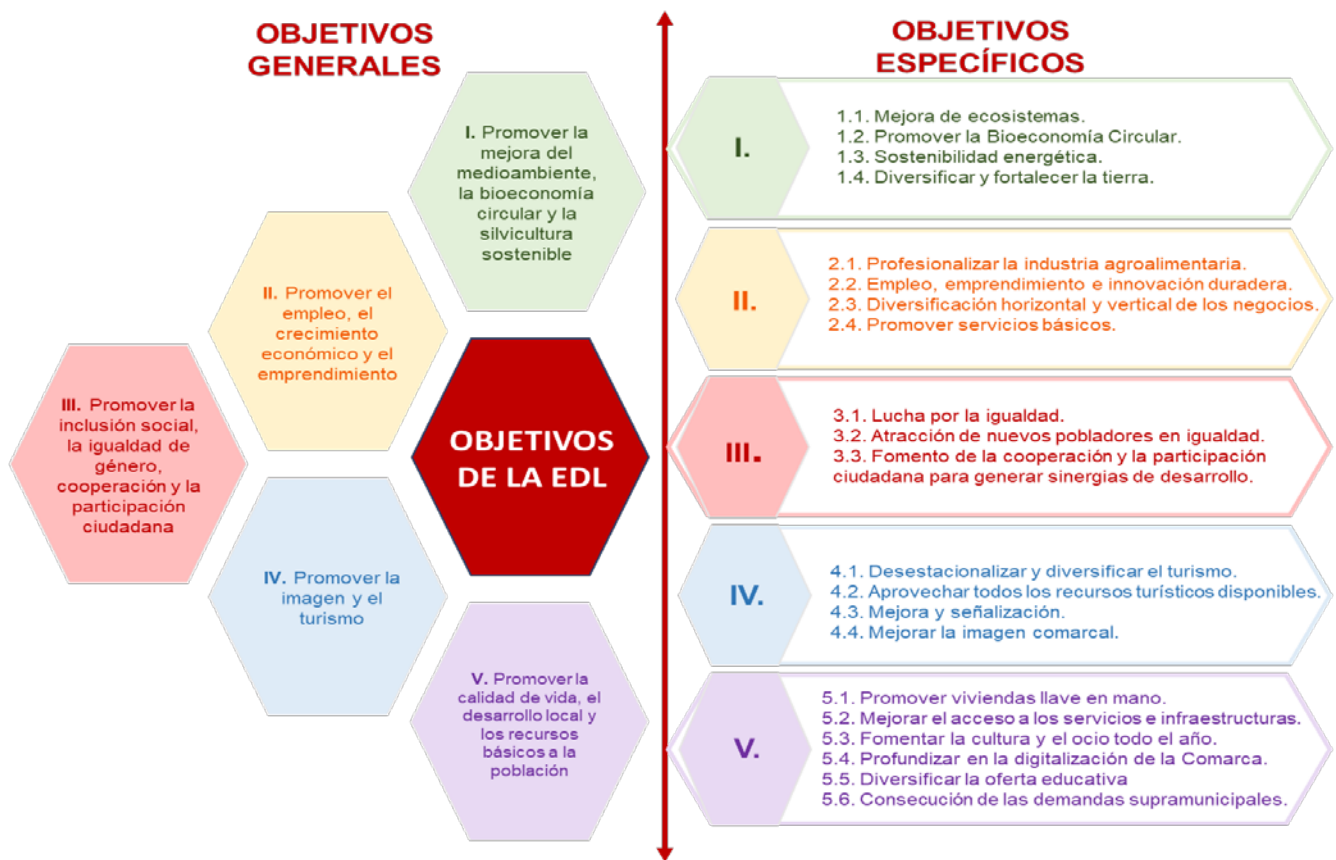 OBJETIVOS
GENERALES
I. Promover la
mejora del
medioambiente,
la bioeconomía
circular y la
silvicultura
sostenible
II. Promover el
empleo, el
crecimiento
económico y el
emprendimiento
III. Promover la
inclusión social,
la igualdad de
género,
cooperación y la
participación
ciudadana
OBJETIVOS
DE LA EDL
IV. Promover la
imagen y el
turismo
V. Promover la
calidad de vida, el
desarrollo local y
los recursos
básicos a la
población
OBJETIVOS
ESPECÍFICOS
I.
1.1. Mejora de ecosistemas.
1.2. Promover la Bioeconomía Circular.
1.3. Sostenibilidad energética.
1.4. Diversificar y fortalecer la tierra.
II.
2.1. Profesionalizar la industria agroalimentaria.
2.2. Empleo, emprendimiento e innovación duradera.
2.3. Diversificación horizontal y vertical de los negocios.
2.4. Promover servicios básicos.
III.
3.1. Lucha por la igualdad.
3.2. Atracción de nuevos pobladores en igualdad.
3.3. Fomento de la cooperación y la participación
ciudadana para generar sinergias de desarrollo.
IV.
4.1. Desestacionalizar y diversificar el turismo.
4.2. Aprovechar todos los recursos turísticos disponibles.
4.3. Mejora y señalización.
4.4. Mejorar la imagen comarcal.
V.
5.1. Promover viviendas llave en mano.
5.2. Mejorar el acceso a los servicios e infraestructuras.
5.3. Fomentar la cultura y el ocio todo el año.
5.4. Profundizar en la digitalización de la Comarca.
5.5. Diversificar la oferta educativa
5.6. Consecución de las demandas supramunicipales.